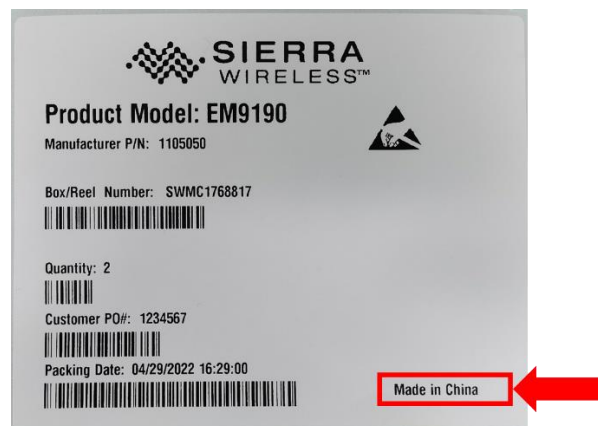 SIERRA
WIRELESS™
Product Model: EM9190
Manufacturer P/N: 1105050
Box/Reel Number: SWMC1768817
Quantity: 2
Customer PO#: 1234567
Packing Date: 04/29/2022 16:29:00
Made in China